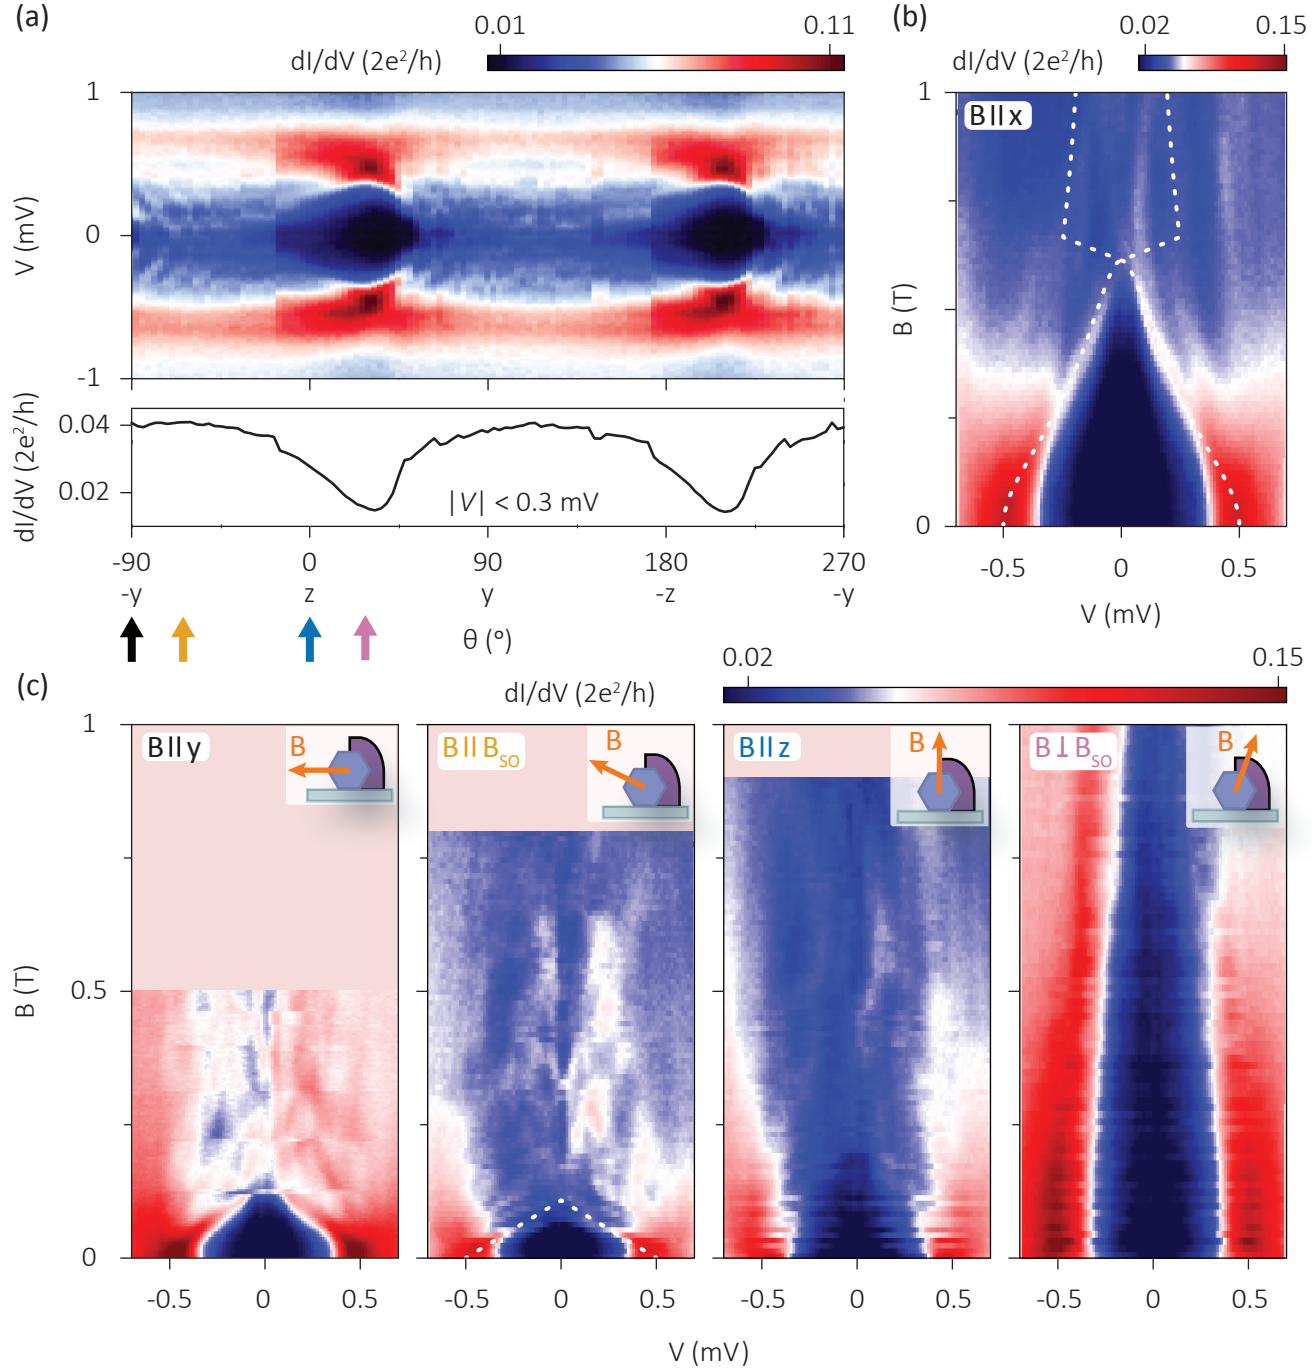 (a)
0.01 0.11
dI/dV (2e²/h)
1
0
-1
V (mV)
0.04
0.02
dI/dV (2e²/h)
|V| < 0.3 mV
-90 0 90 180 270
-y z y -z -y
θ (°)
(b)
0.02 0.15
dI/dV (2e²/h)
1
B || x
B (T)
0
-0.5 0 0.5
V (mV)
(c)
0.02 0.15
dI/dV (2e²/h)
1
0.5
0
B (T)
B || y
B
B || B_SO
B
B || z
B
B ⊥ B_SO
B
-0.5 0 0.5
-0.5 0 0.5
-0.5 0 0.5
-0.5 0 0.5
V (mV)